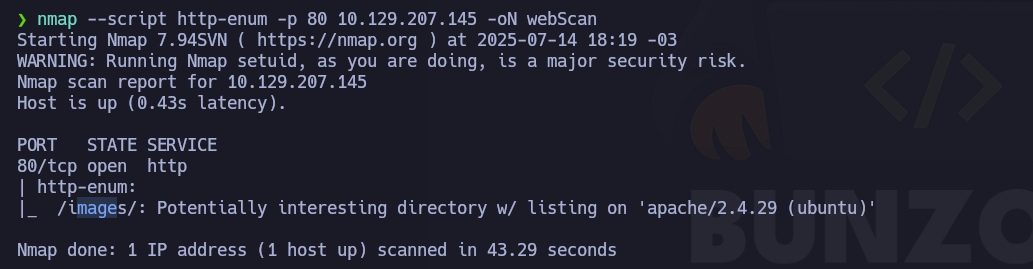 ❯ nmap --script http-enum -p 80 10.129.207.145 -oN webScan
Starting Nmap 7.94SVN ( https://nmap.org ) at 2025-07-14 18:19 -03
WARNING: Running Nmap setuid, as you are doing, is a major security risk.
Nmap scan report for 10.129.207.145
Host is up (0.43s latency).
PORT   STATE SERVICE
80/tcp open  http
| http-enum:
|_  /images/: Potentially interesting directory w/ listing on 'apache/2.4.29 (ubuntu)'
Nmap done: 1 IP address (1 host up) scanned in 43.29 seconds
</ BUNZO